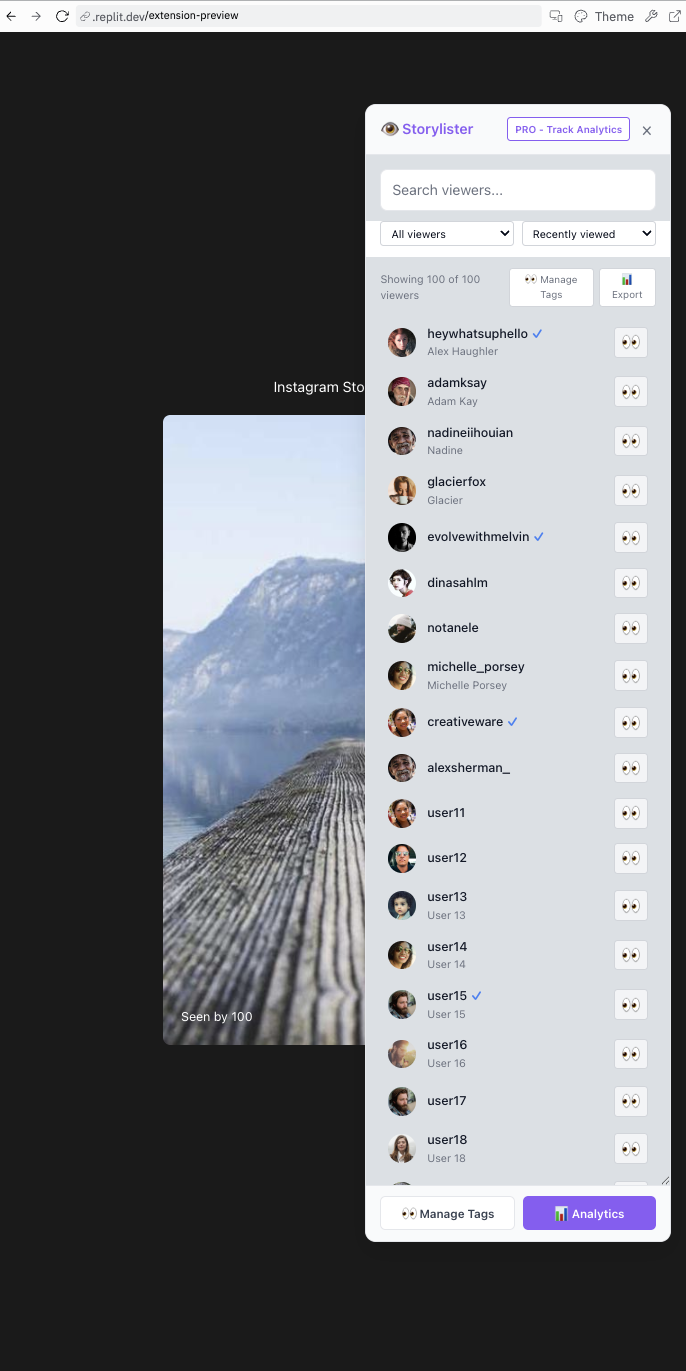 .replit.dev/extension-preview
Theme
Storylister
PRO - Track Analytics
Search viewers...
All viewers
Recently viewed
Showing 100 of 100
viewers
Manage
Tags
Export
heywhatsuphello
Alex Haughler
adamksay
Adam Kay
nadineiihouian
Nadine
glacierfox
Glacier
evolvewithmelvin
dinasahlm
notanele
michelle_porsey
Michelle Porsey
creativeware
alexsherman_
user11
user12
user13
User 13
user14
User 14
user15
User 15
user16
User 16
user17
user18
User 18
Instagram Sto
Seen by 100
Manage Tags
Analytics